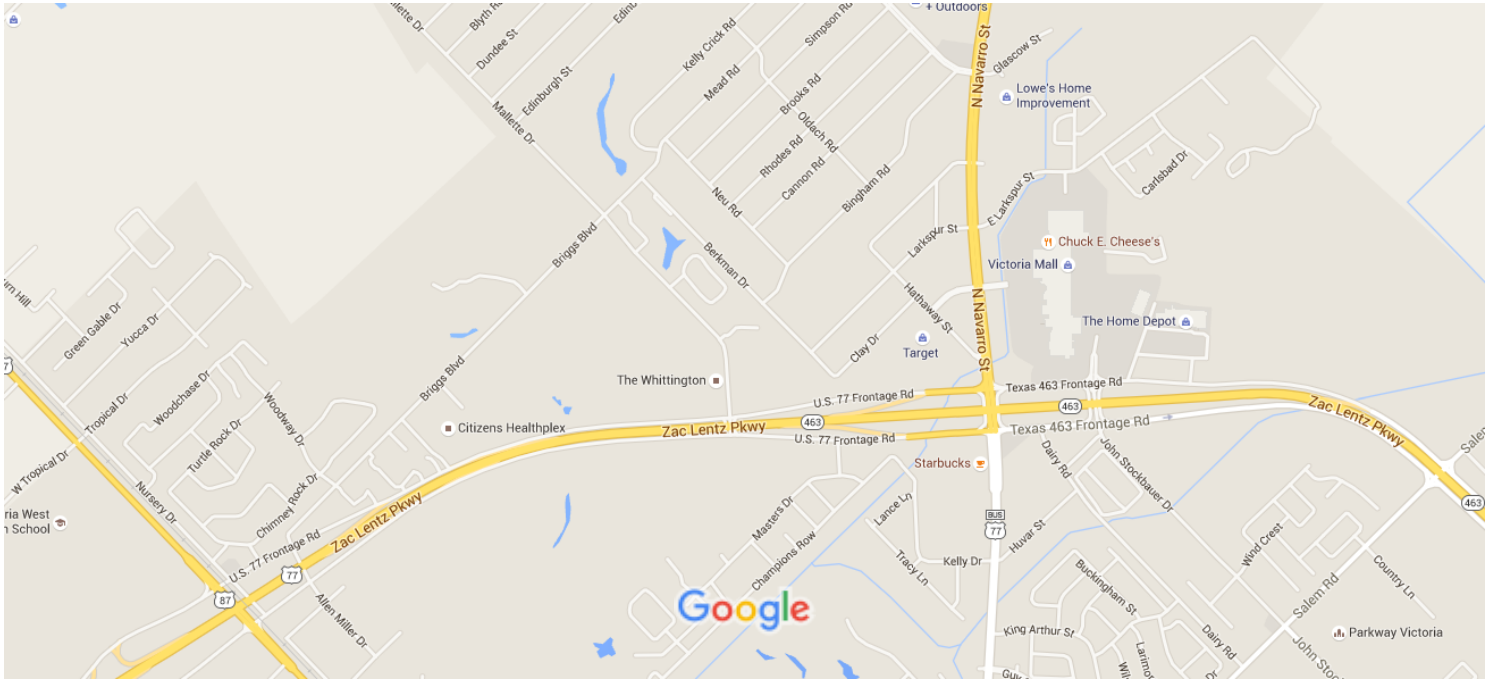 Mallette Dr
Blyth Rd
Dundee St
Edinburgh St
Edinburgh
Kelly Crick Rd
Simpson Rd
+ Outdoors
Glascow St
N Navarro St
Mead Rd
Brooks Rd
Lowe's Home
Improvement
Mallette Dr
Oldach Rd
Rhodes Rd
Cannon Rd
Carlsbad Dr
Neu Rd
Bingham Rd
E Larkspur St
Briggs Blvd
Larkspur St
Berkman Dr
Chuck E. Cheese's
Victoria Mall
Hathaway St
N Navarro St
Green Gable Dr
Yucca Dr
The Home Depot
Clay Dr
Target
Briggs Blvd
The Whittington
Woodchase Dr
Tropical Dr
Woodway Dr
U.S. 77 Frontage Rd
Texas 463 Frontage Rd
463
Zac Lentz Pkwy
Citizens Healthplex
Zac Lentz Pkwy
463
U.S. 77 Frontage Rd
Texas 463 Frontage Rd
Turtle Rock Dr
W Tropical Dr
Nursery Dr
Chimney Rock Dr
Starbucks
Dairy Rd
John Stockbauer Dr
Salem
463
Zac Lentz Pkwy
Masters Dr
Lance Ln
BUS
77
Huvar St
Wind Crest
U.S. 77 Frontage Rd
77
87
Champions Row
Tracy Ln
Kelly Dr
Buckingham St
Country Ln
Salem Rd
Allen Miller Dr
Google
King Arthur St
Dairy Rd
Parkway Victoria
John Stock